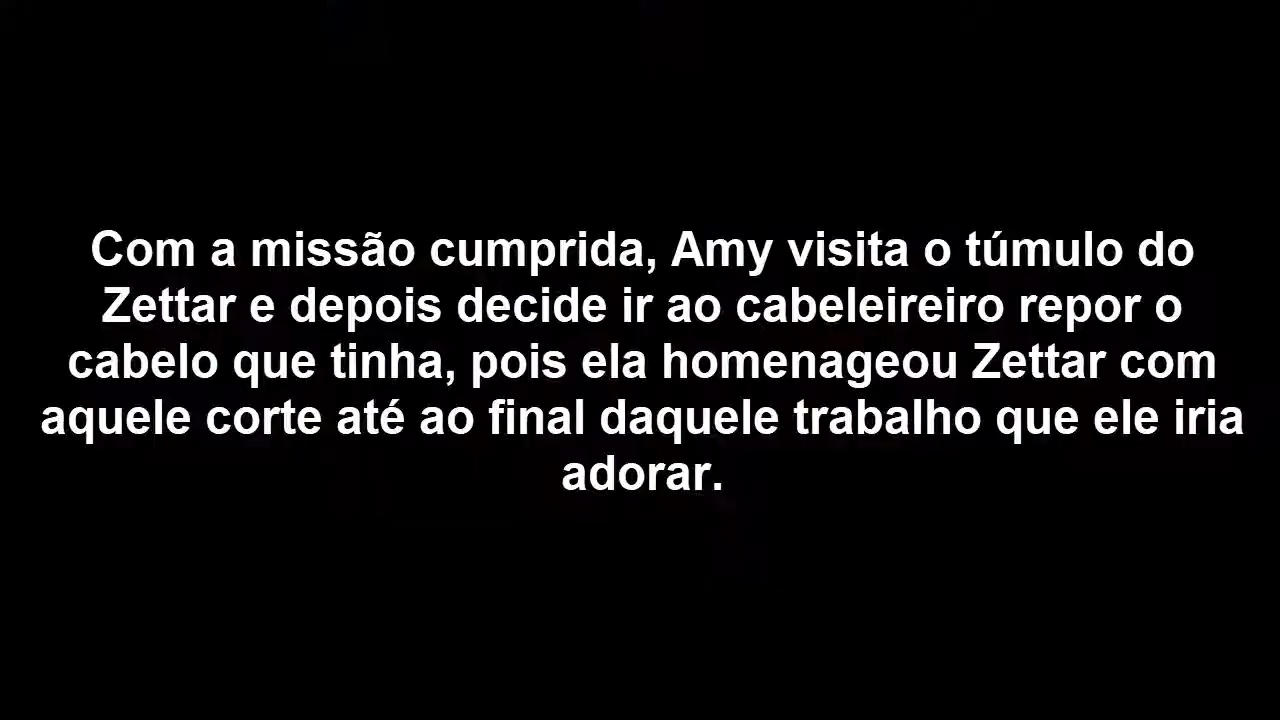 Com a missão cumprida, Amy visita o túmulo do
Zettar e depois decide ir ao cabeleireiro repor o
cabelo que tinha, pois ela homenageou Zettar com
aquele corte até ao final daquele trabalho que ele iria
adorar.